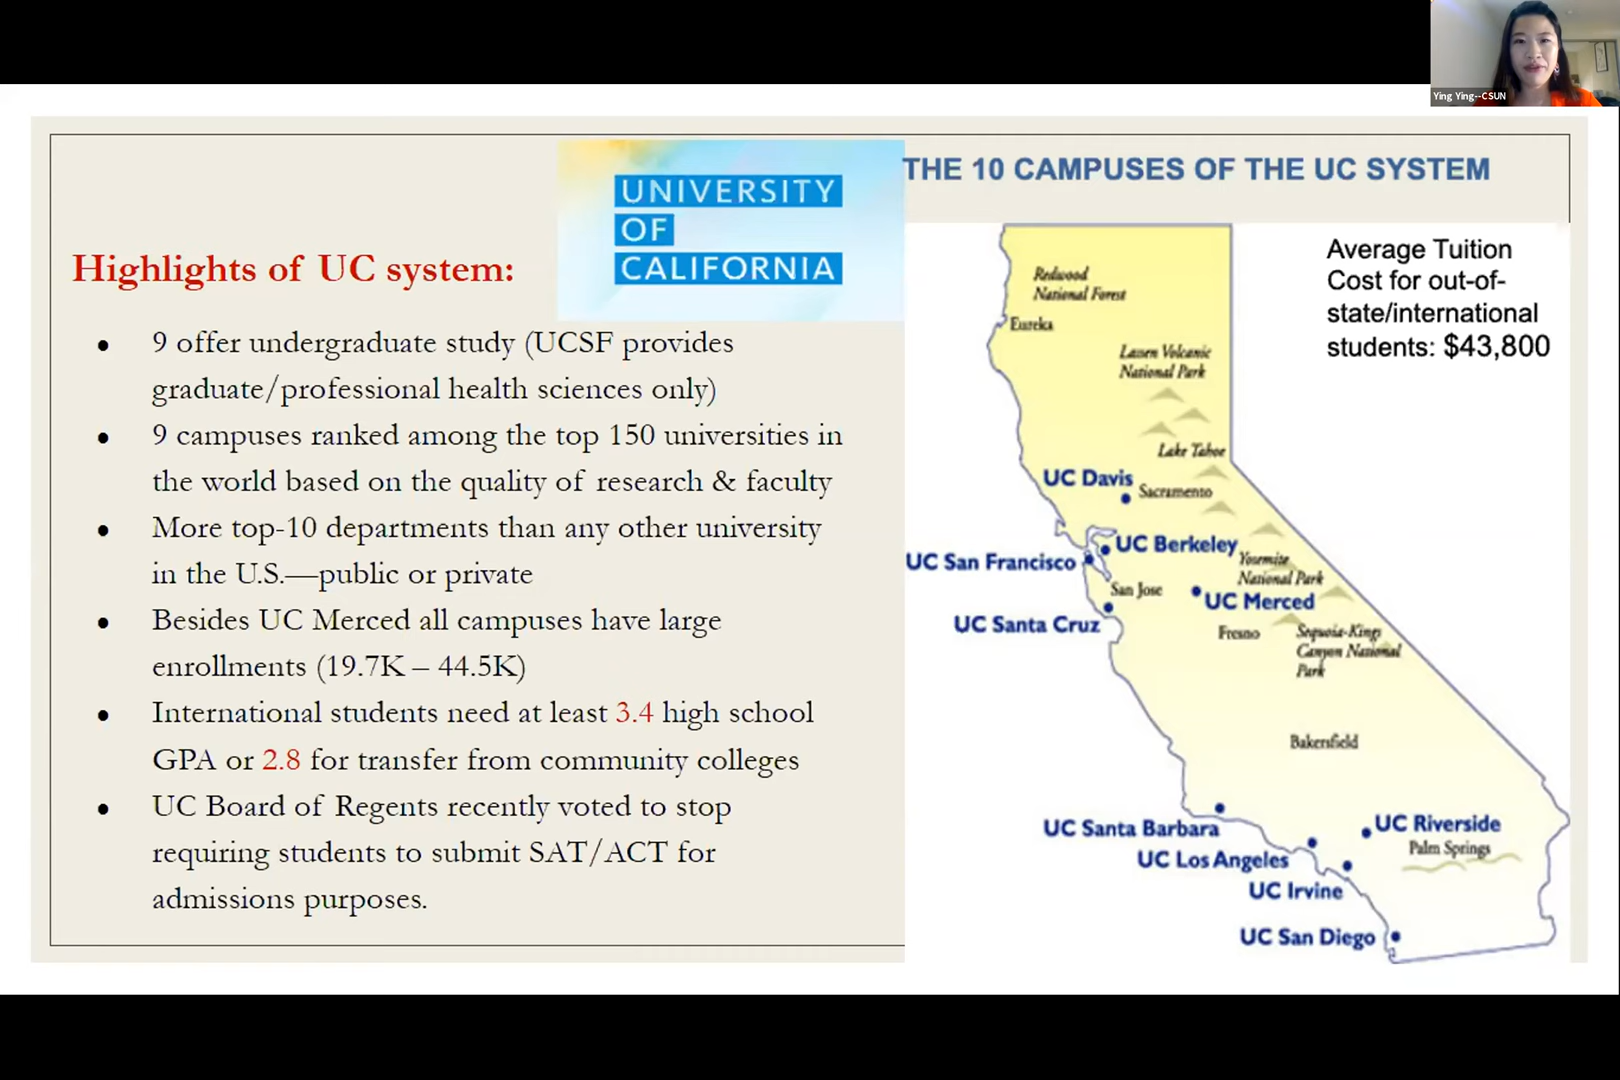 Ying Ying--CSUN
UNIVERSITY
OF
CALIFORNIA
THE 10 CAMPUSES OF THE UC SYSTEM
Highlights of UC system:
• 9 offer undergraduate study (UCSF provides
graduate/professional health sciences only)
• 9 campuses ranked among the top 150 universities in
the world based on the quality of research & faculty
• More top-10 departments than any other university
in the U.S.—public or private
• Besides UC Merced all campuses have large
enrollments (19.7K – 44.5K)
• International students need at least 3.4 high school
GPA or 2.8 for transfer from community colleges
• UC Board of Regents recently voted to stop
requiring students to submit SAT/ACT for
admissions purposes.
Average Tuition
Cost for out-of-
state/international
students: $43,800
Redwood
National Forest
Eureka
Lassen Volcanic
National Park
Lake Tahoe
UC Davis
Sacramento
UC Berkeley
UC San Francisco
Yosemite
National Park
San Jose
UC Merced
UC Santa Cruz
Fresno
Sequoia-Kings
Canyon National
Park
Bakersfield
UC Santa Barbara
UC Riverside
Palm Springs
UC Los Angeles
UC Irvine
UC San Diego